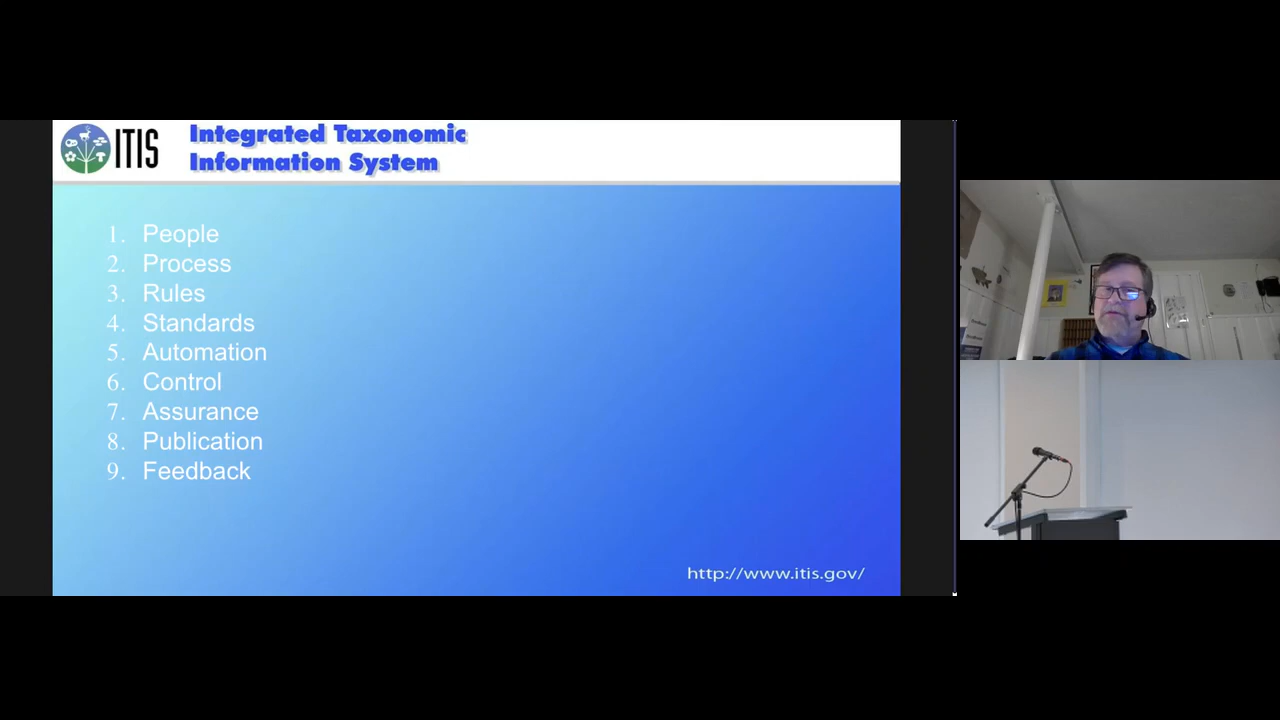 ITIS
Integrated Taxonomic
Information System
1. People
2. Process
3. Rules
4. Standards
5. Automation
6. Control
7. Assurance
8. Publication
9. Feedback
http://www.itis.gov/